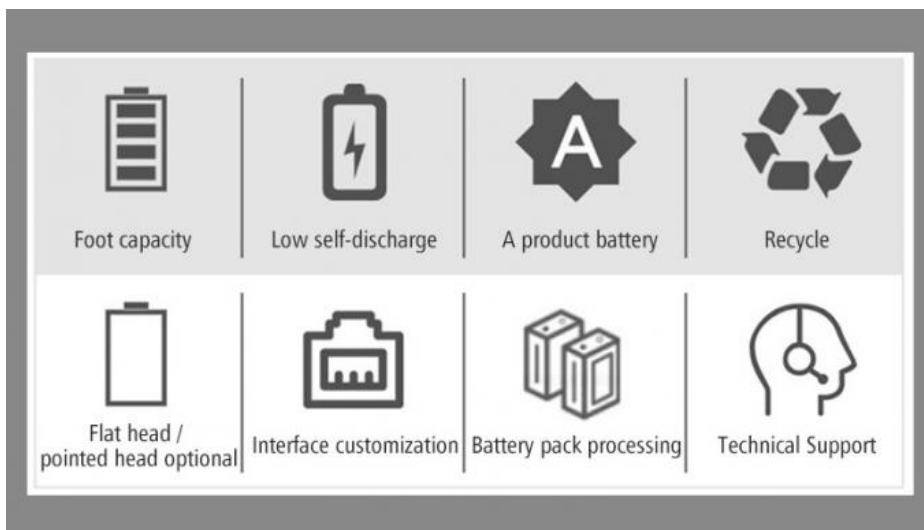 A
Foot capacity
Low self-discharge
A product battery
Recycle
Flat head /
pointed head optional
Interface customization
Battery pack processing
Technical Support